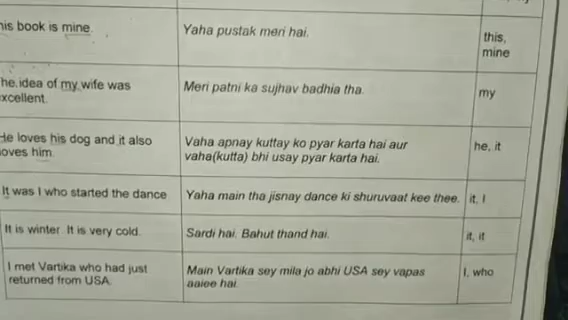 his book is mine.
Yaha pustak meri hai.
this,
mine
he idea of my wife was
xcellent.
Meri patni ka sujhav badhia tha.
my
He loves his dog and it also
oves him.
Vaha apnay kuttay ko pyar karta hai aur
vaha(kutta) bhi usay pyar karta hai.
he, it
It was I who started the dance
Yaha main tha jisnay dance ki shuruvaat kee thee.
it, I
It is winter. It is very cold.
Sardi hai. Bahut thand hai.
it, it
I met Vartika who had just
returned from USA.
Main Vartika sey mila jo abhi USA sey vapas
aaiee hai.
I, who